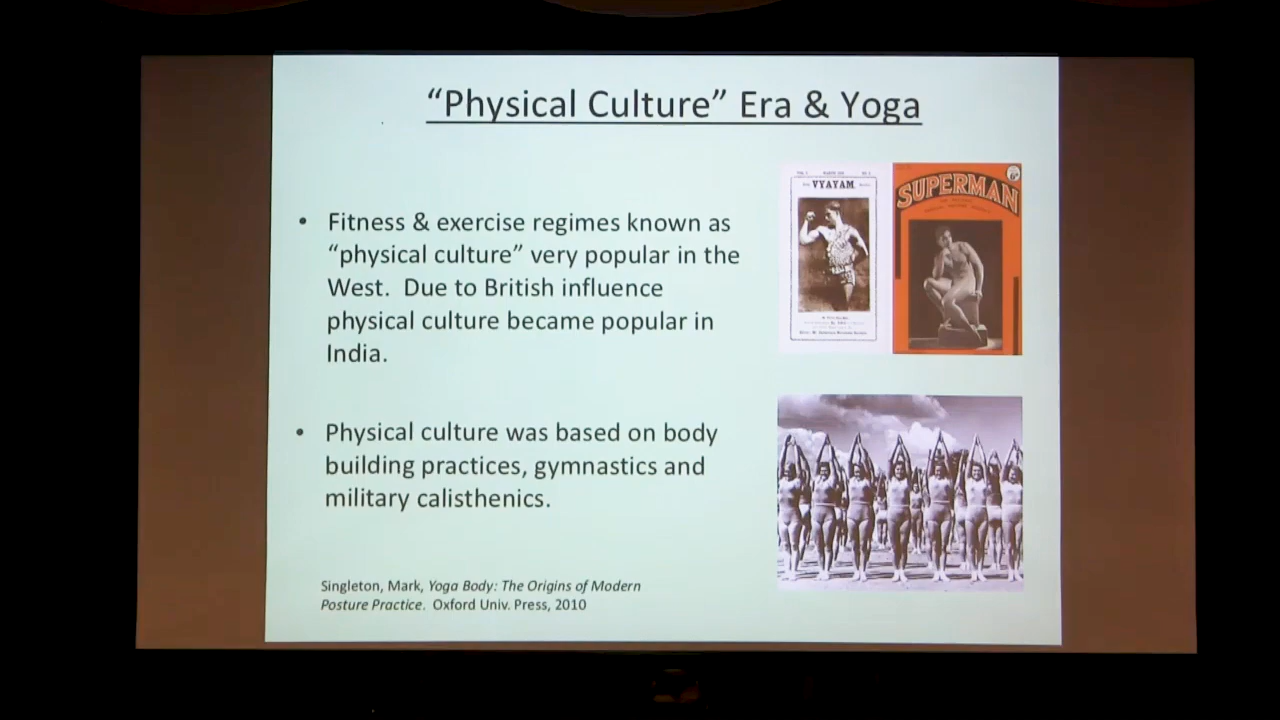 “Physical Culture” Era & Yoga
• Fitness & exercise regimes known as
“physical culture” very popular in the
West. Due to British influence
physical culture became popular in
India.
• Physical culture was based on body
building practices, gymnastics and
military calisthenics.
Singleton, Mark, Yoga Body: The Origins of Modern
Posture Practice. Oxford Univ. Press, 2010
VYAYAM
SUPERMAN